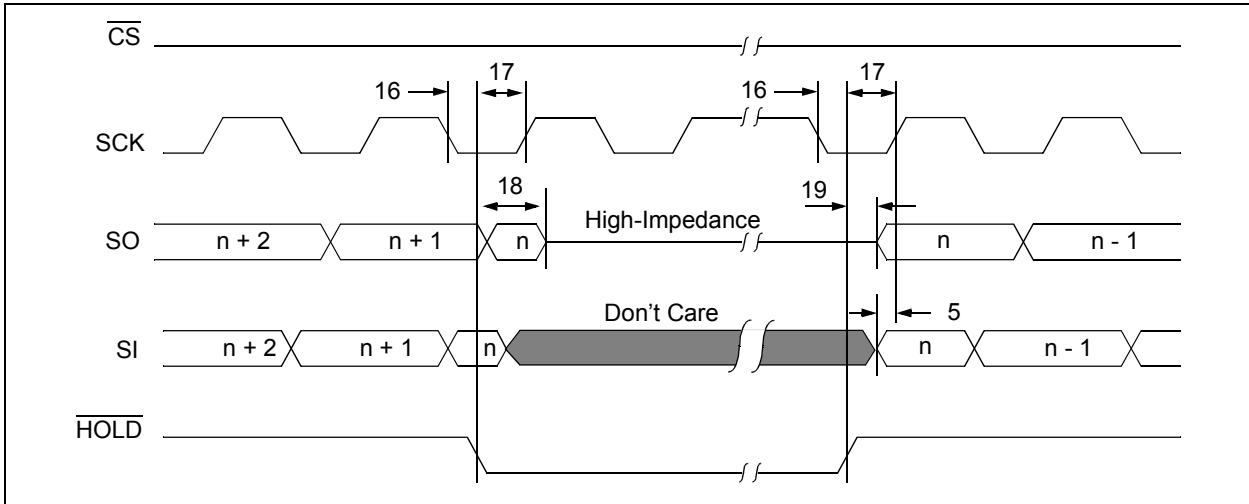 CS
16
17
16
17
SCK
18
19
High-Impedance
SO
n + 2
n + 1
n
n
n - 1
Don't Care
5
SI
n + 2
n + 1
n
n
n - 1
HOLD